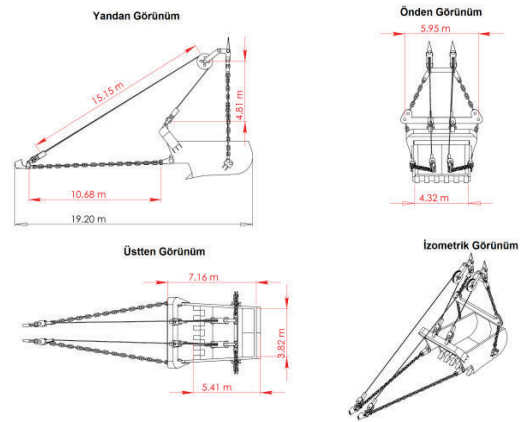 Yandan Görünüm
15.15 m
4.81 m
10.68 m
19.20 m
Önden Görünüm
5.95 m
4.32 m
Üstten Görünüm
7.16 m
3.82 m
5.41 m
İzometrik Görünüm